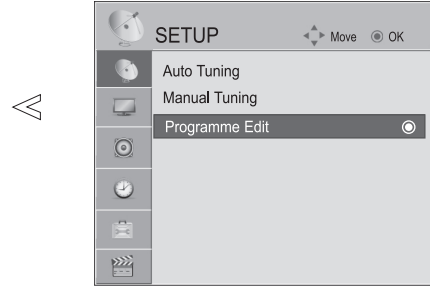 SETUP Move OK
Auto Tuning
Manual Tuning
Programme Edit